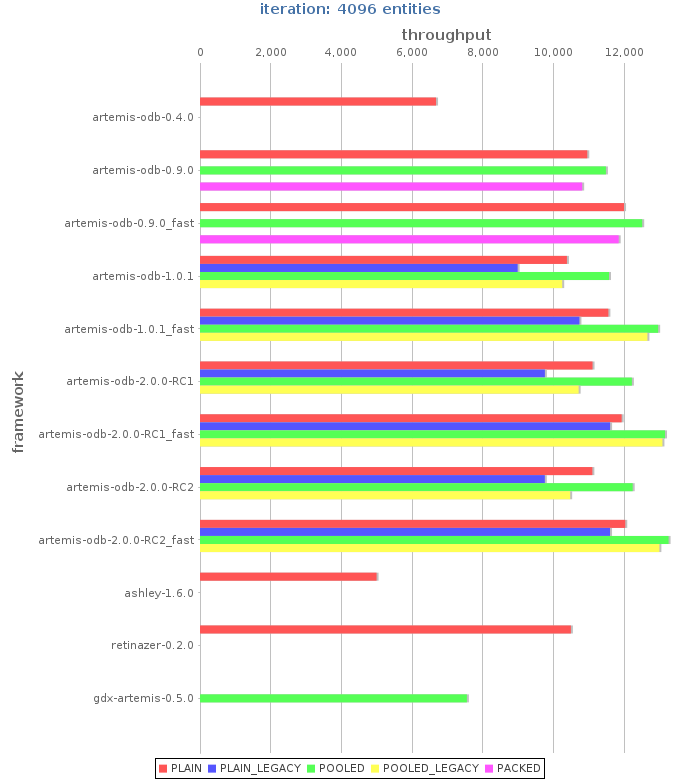 iteration: 4096 entities
throughput
0 2,000 4,000 6,000 8,000 10,000 12,000
framework
artemis-odb-0.4.0
artemis-odb-0.9.0
artemis-odb-0.9.0_fast
artemis-odb-1.0.1
artemis-odb-1.0.1_fast
artemis-odb-2.0.0-RC1
artemis-odb-2.0.0-RC1_fast
artemis-odb-2.0.0-RC2
artemis-odb-2.0.0-RC2_fast
ashley-1.6.0
retinazer-0.2.0
gdx-artemis-0.5.0
PLAIN PLAIN_LEGACY POOLED POOLED_LEGACY PACKED